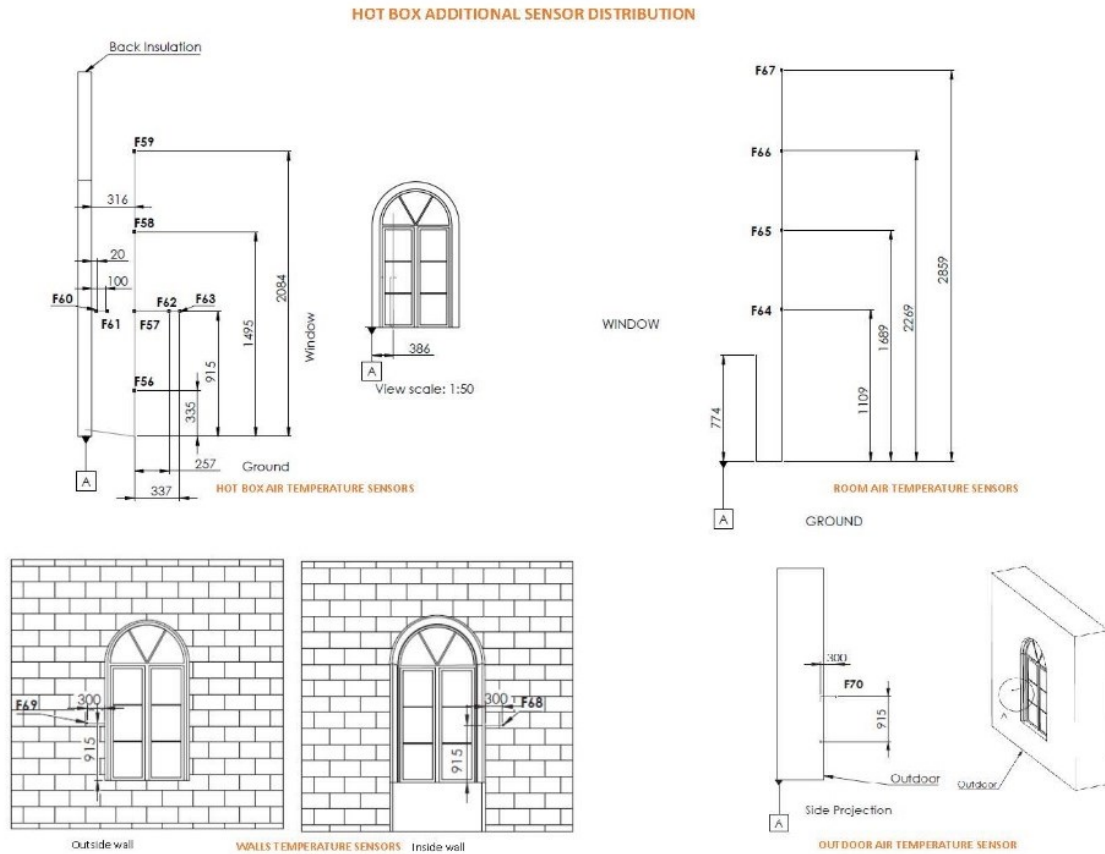 HOT BOX ADDITIONAL SENSOR DISTRIBUTION
Back Insulation
F59
316
F58
20
100
F60
F61
F57
F62
F63
F56
335
915
1495
2084
Window
257
Ground
337
A
HOT BOX AIR TEMPERATURE SENSORS
386
A
View scale: 1:50
F67
F66
F65
F64
WINDOW
774
1109
1689
2269
2859
A
GROUND
ROOM AIR TEMPERATURE SENSORS
F69
300
915
Outside wall
300
F68
915
Inside wall
WALLS TEMPERATURE SENSORS
300
F70
915
Outdoor
A
Side Projection
A
Outdoor
OUTDOOR AIR TEMPERATURE SENSOR